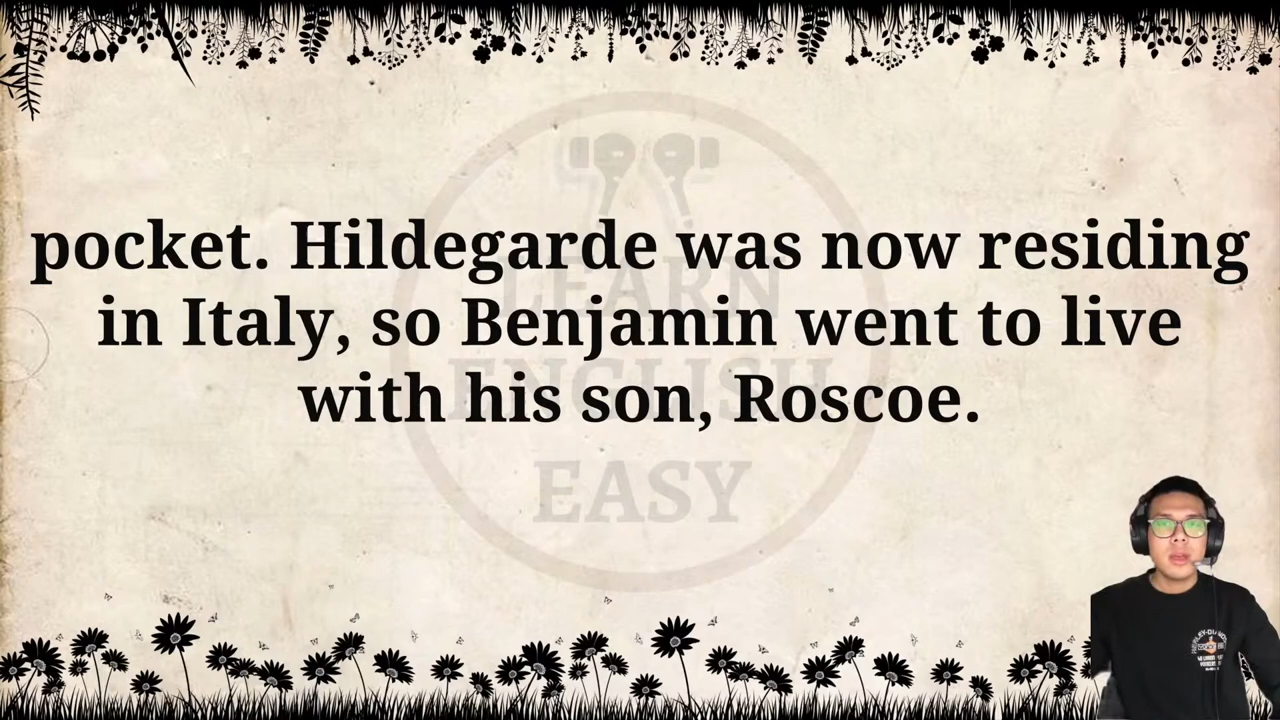 pocket. Hildegarde was now residing
in Italy, so Benjamin went to live
with his son, Roscoe.
LEARN
ENGLISH
EASY